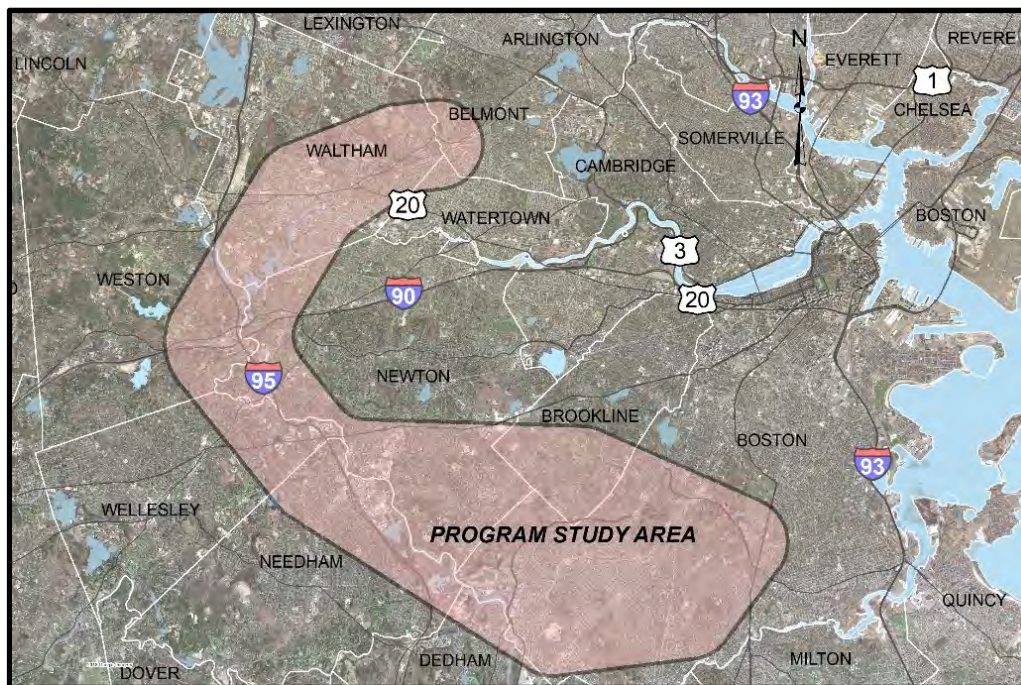 LEXINGTON
LINCOLN
ARLINGTON
N
REVERE
EVERETT
1
93
CHELSEA
BELMONT
SOMERVILLE
WALTHAM
CAMBRIDGE
20
WATERTOWN
BOSTON
3
WESTON
90
20
95
NEWTON
BROOKLINE
BOSTON
93
WELLESLEY
PROGRAM STUDY AREA
NEEDHAM
QUINCY
DEDHAM
MILTON
DOVER